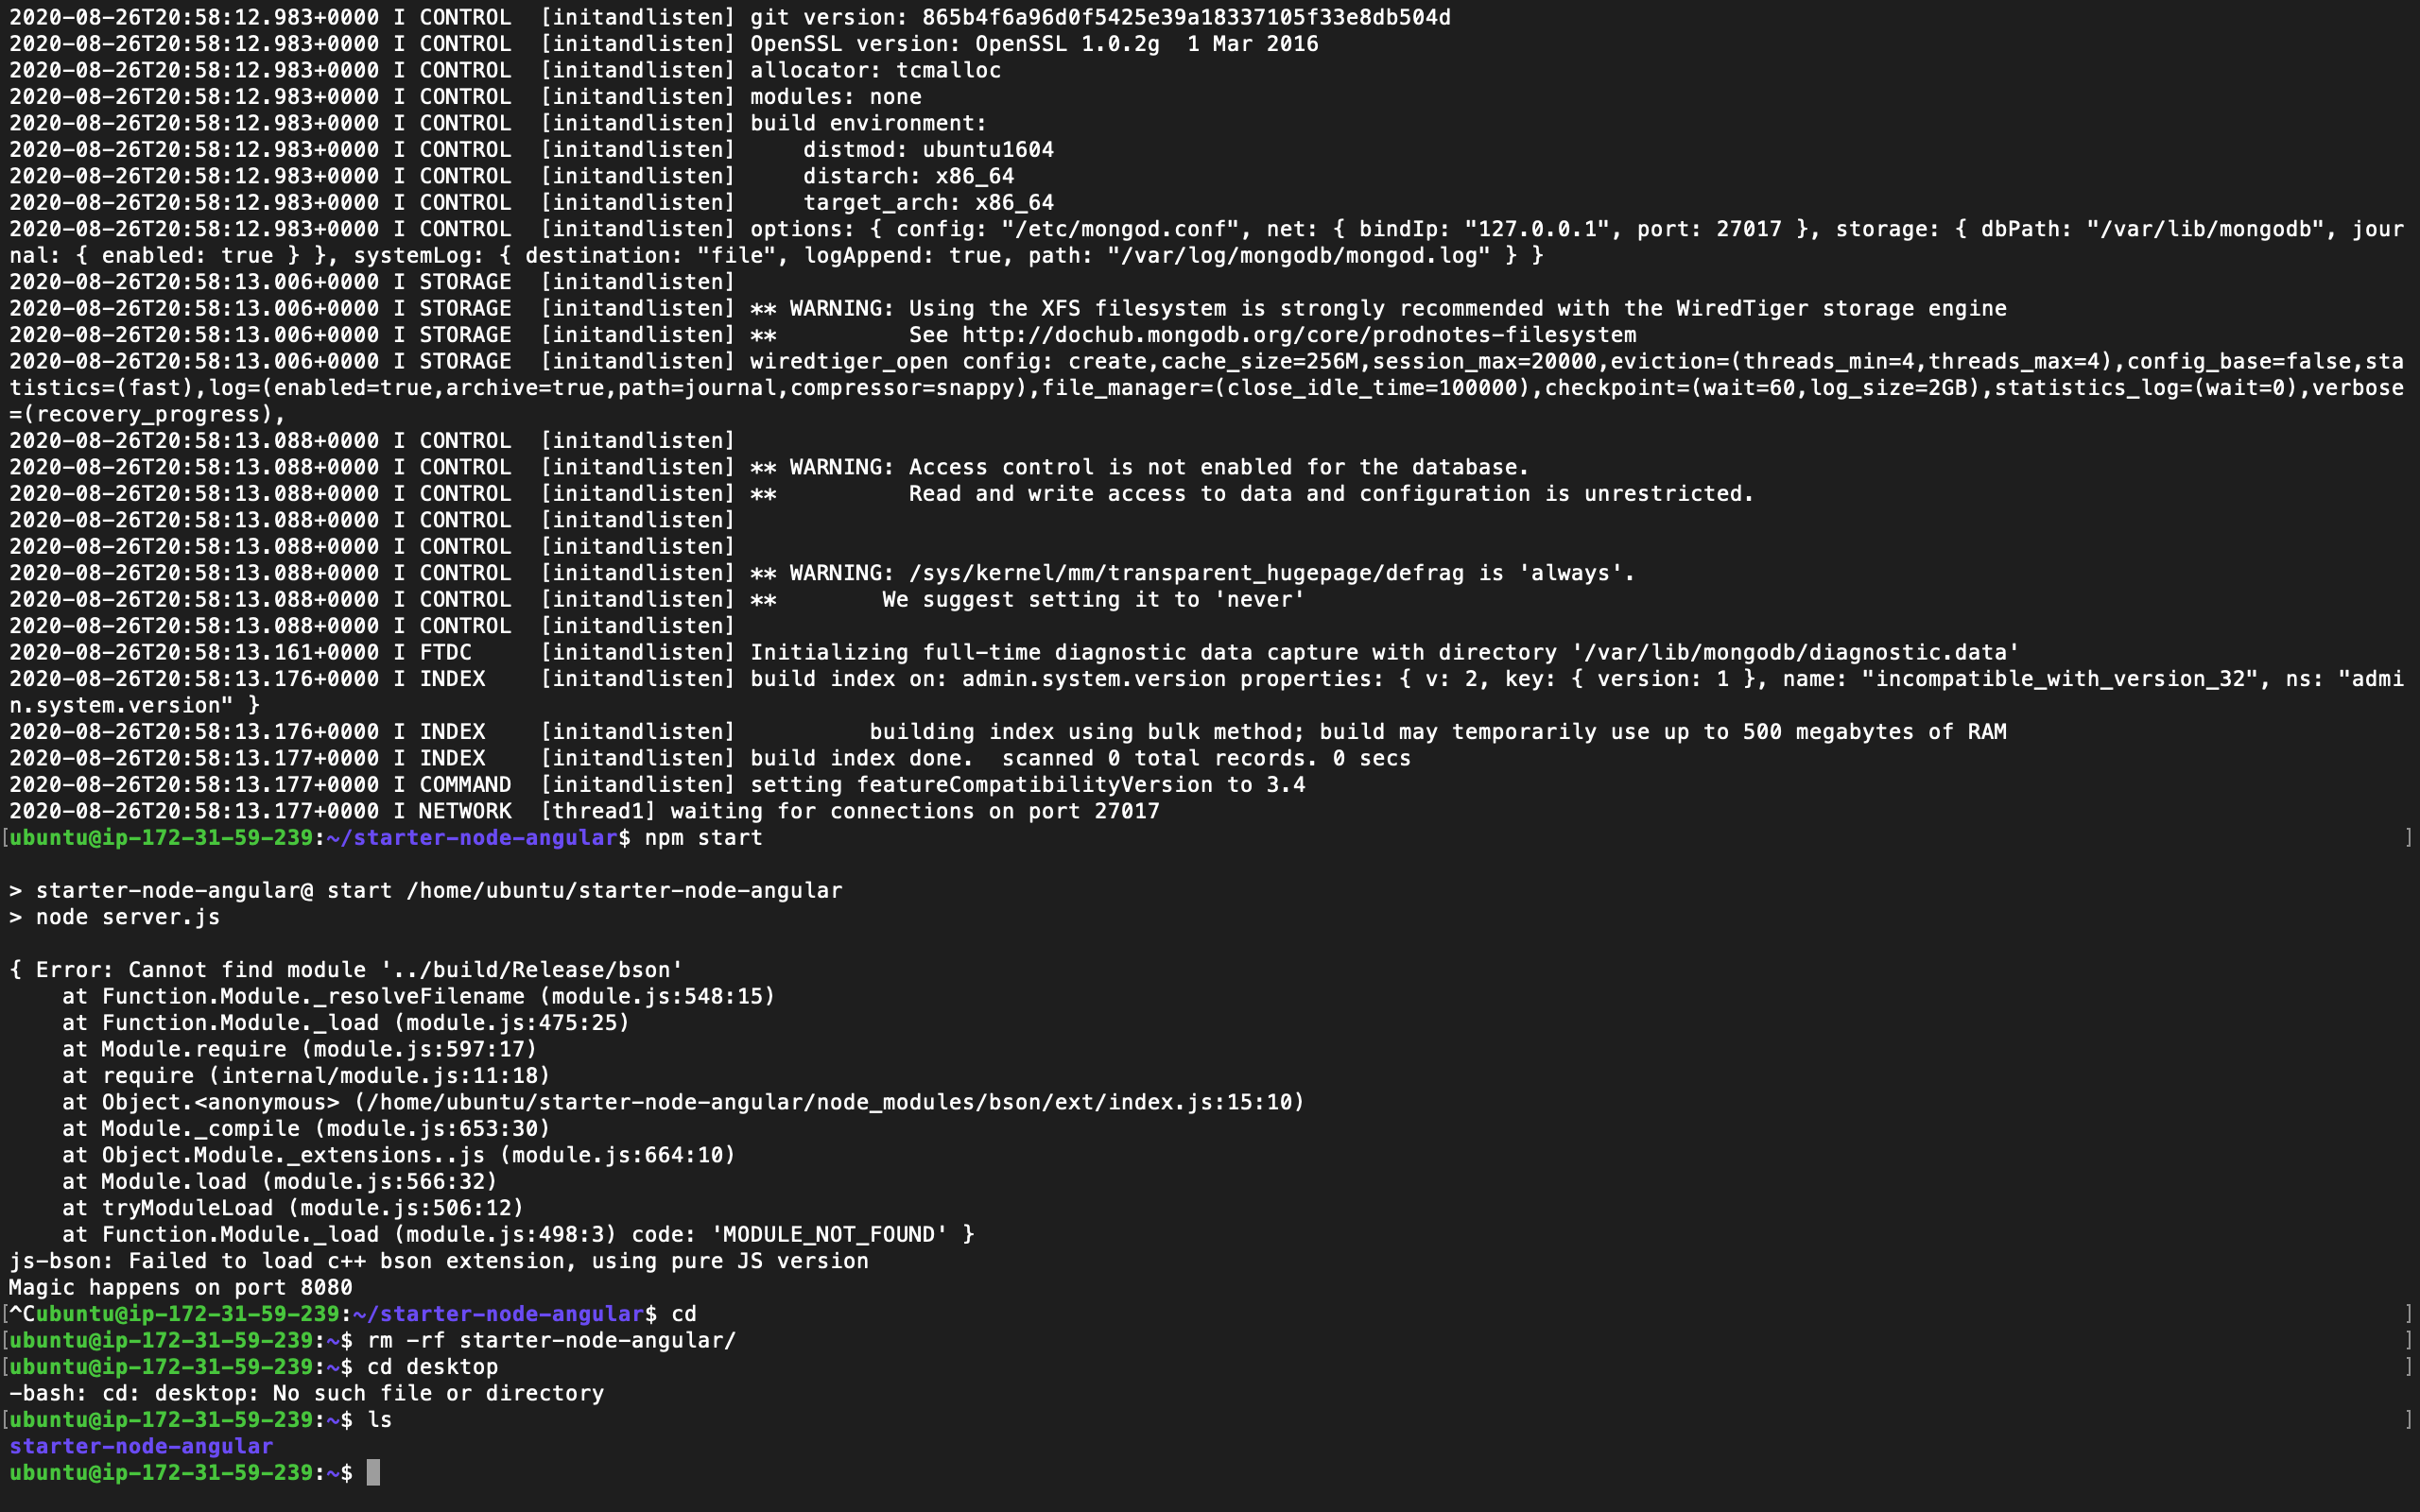 2020-08-26T20:58:12.983+0000 I CONTROL  [initandlisten] git version: 865b4f6a96d0f5425e39a18337105f33e8db504d
2020-08-26T20:58:12.983+0000 I CONTROL  [initandlisten] OpenSSL version: OpenSSL 1.0.2g  1 Mar 2016
2020-08-26T20:58:12.983+0000 I CONTROL  [initandlisten] allocator: tcmalloc
2020-08-26T20:58:12.983+0000 I CONTROL  [initandlisten] modules: none
2020-08-26T20:58:12.983+0000 I CONTROL  [initandlisten] build environment:
2020-08-26T20:58:12.983+0000 I CONTROL  [initandlisten]     distmod: ubuntu1604
2020-08-26T20:58:12.983+0000 I CONTROL  [initandlisten]     distarch: x86_64
2020-08-26T20:58:12.983+0000 I CONTROL  [initandlisten]     target_arch: x86_64
2020-08-26T20:58:12.983+0000 I CONTROL  [initandlisten] options: { config: "/etc/mongod.conf", net: { bindIp: "127.0.0.1", port: 27017 }, storage: { dbPath: "/var/lib/mongodb", jour
nal: { enabled: true } }, systemLog: { destination: "file", logAppend: true, path: "/var/log/mongodb/mongod.log" } }
2020-08-26T20:58:13.006+0000 I STORAGE  [initandlisten]
2020-08-26T20:58:13.006+0000 I STORAGE  [initandlisten] ** WARNING: Using the XFS filesystem is strongly recommended with the WiredTiger storage engine
2020-08-26T20:58:13.006+0000 I STORAGE  [initandlisten] **          See http://dochub.mongodb.org/core/prodnotes-filesystem
2020-08-26T20:58:13.006+0000 I STORAGE  [initandlisten] wiredtiger_open config: create,cache_size=256M,session_max=20000,eviction=(threads_min=4,threads_max=4),config_base=false,sta
tistics=(fast),log=(enabled=true,archive=true,path=journal,compressor=snappy),file_manager=(close_idle_time=100000),checkpoint=(wait=60,log_size=2GB),statistics_log=(wait=0),verbose
=(recovery_progress),
2020-08-26T20:58:13.088+0000 I CONTROL  [initandlisten]
2020-08-26T20:58:13.088+0000 I CONTROL  [initandlisten] ** WARNING: Access control is not enabled for the database.
2020-08-26T20:58:13.088+0000 I CONTROL  [initandlisten] **          Read and write access to data and configuration is unrestricted.
2020-08-26T20:58:13.088+0000 I CONTROL  [initandlisten]
2020-08-26T20:58:13.088+0000 I CONTROL  [initandlisten]
2020-08-26T20:58:13.088+0000 I CONTROL  [initandlisten] ** WARNING: /sys/kernel/mm/transparent_hugepage/defrag is 'always'.
2020-08-26T20:58:13.088+0000 I CONTROL  [initandlisten] **        We suggest setting it to 'never'
2020-08-26T20:58:13.088+0000 I CONTROL  [initandlisten]
2020-08-26T20:58:13.161+0000 I FTDC     [initandlisten] Initializing full-time diagnostic data capture with directory '/var/lib/mongodb/diagnostic.data'
2020-08-26T20:58:13.176+0000 I INDEX    [initandlisten] build index on: admin.system.version properties: { v: 2, key: { version: 1 }, name: "incompatible_with_version_32", ns: "admi
n.system.version" }
2020-08-26T20:58:13.176+0000 I INDEX    [initandlisten]          building index using bulk method; build may temporarily use up to 500 megabytes of RAM
2020-08-26T20:58:13.177+0000 I INDEX    [initandlisten] build index done.  scanned 0 total records. 0 secs
2020-08-26T20:58:13.177+0000 I COMMAND  [initandlisten] setting featureCompatibilityVersion to 3.4
2020-08-26T20:58:13.177+0000 I NETWORK  [thread1] waiting for connections on port 27017
[ubuntu@ip-172-31-59-239:~/starter-node-angular$ npm start ]
> starter-node-angular@ start /home/ubuntu/starter-node-angular
> node server.js
{ Error: Cannot find module '../build/Release/bson'
    at Function.Module._resolveFilename (module.js:548:15)
    at Function.Module._load (module.js:475:25)
    at Module.require (module.js:597:17)
    at require (internal/module.js:11:18)
    at Object.<anonymous> (/home/ubuntu/starter-node-angular/node_modules/bson/ext/index.js:15:10)
    at Module._compile (module.js:653:30)
    at Object.Module._extensions..js (module.js:664:10)
    at Module.load (module.js:566:32)
    at tryModuleLoad (module.js:506:12)
    at Function.Module._load (module.js:498:3) code: 'MODULE_NOT_FOUND' }
js-bson: Failed to load c++ bson extension, using pure JS version
Magic happens on port 8080
[^Cubuntu@ip-172-31-59-239:~/starter-node-angular$ cd ]
[ubuntu@ip-172-31-59-239:~$ rm -rf starter-node-angular/ ]
[ubuntu@ip-172-31-59-239:~$ cd desktop ]
-bash: cd: desktop: No such file or directory
[ubuntu@ip-172-31-59-239:~$ ls ]
starter-node-angular
ubuntu@ip-172-31-59-239:~$